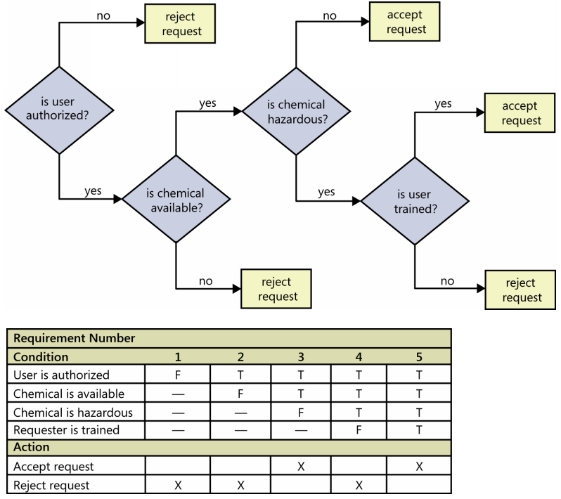 no
reject
request
no
accept
request
is user
authorized?
yes
is chemical
hazardous?
yes
accept
request
yes
is chemical
available?
yes
is user
trained?
no
reject
request
no
reject
request
Requirement Number
Condition 1 2 3 4 5
User is authorized F T T T T
Chemical is available — F T T T
Chemical is hazardous — — F T T
Requester is trained — — — F T
Action
Accept request X X
Reject request X X X